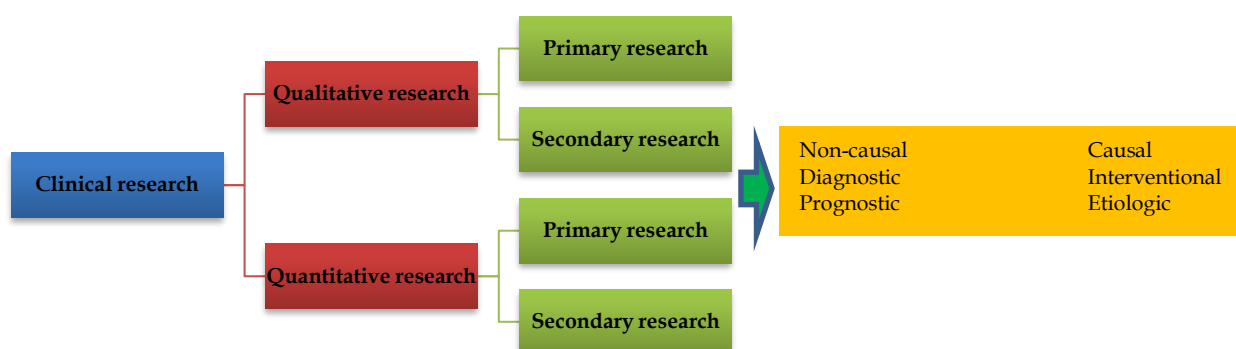 Clinical research
Qualitative research
Primary research
Secondary research
Quantitative research
Primary research
Secondary research
Non-causal
Diagnostic
Prognostic
Causal
Interventional
Etiologic